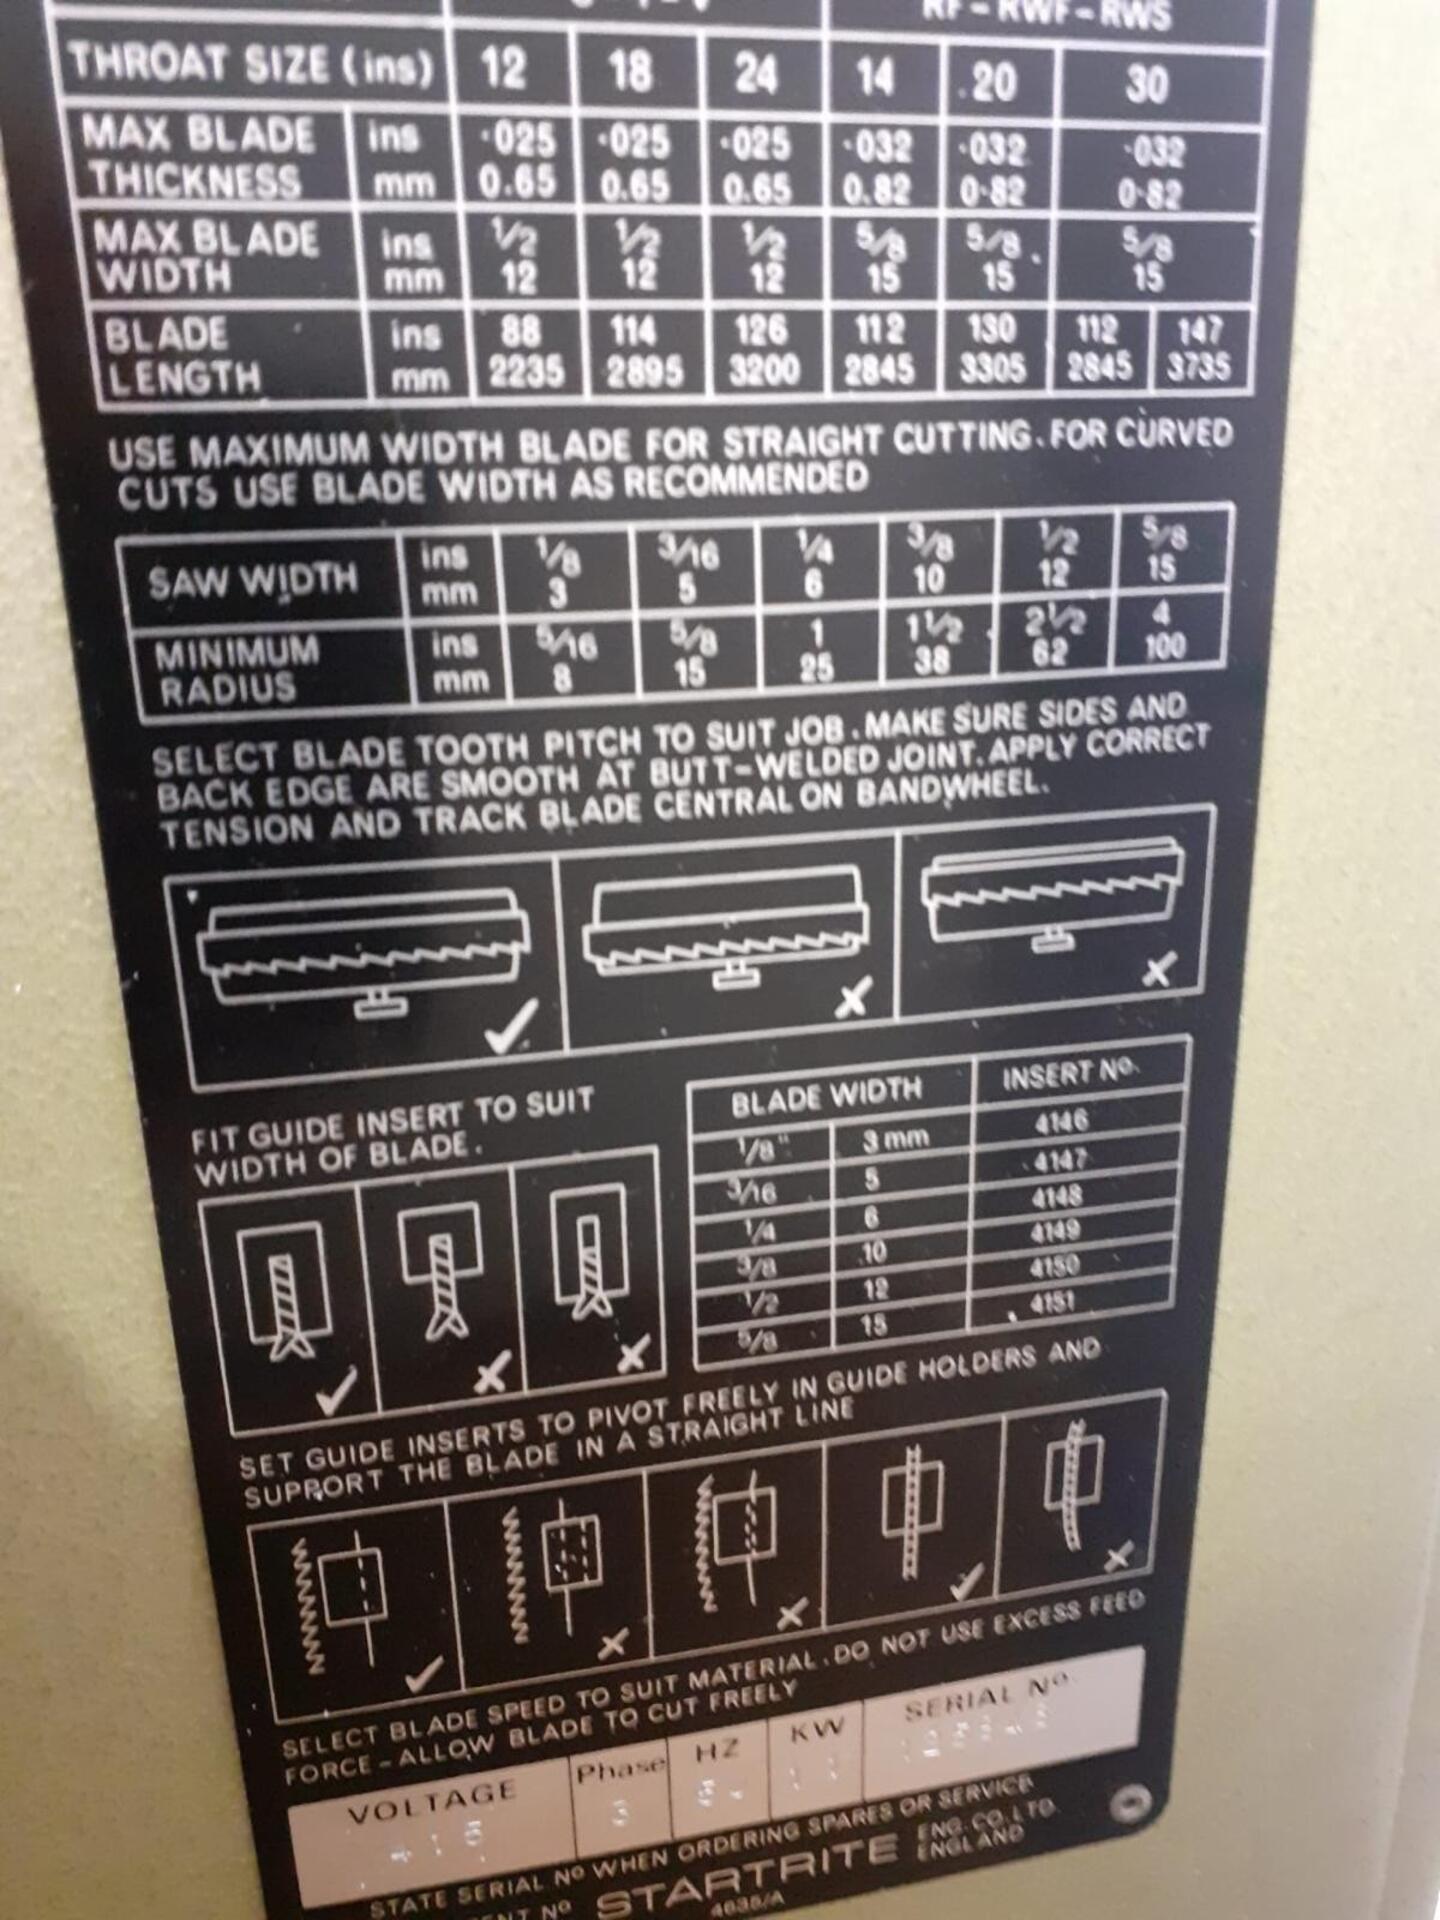 RF-RWF-RWS
THROAT SIZE (ins) 12 18 24 14 20 30
MAX BLADE THICKNESS ins ·025 ·025 ·025 ·032 ·032 ·032
mm 0.65 0.65 0.65 0.82 0·82 0·82
MAX BLADE WIDTH ins 1/2 1/2 1/2 5/8 5/8 5/8
mm 12 12 12 15 15 15
BLADE LENGTH ins 88 114 126 112 130 112 147
mm 2235 2895 3200 2845 3305 2845 3735
USE MAXIMUM WIDTH BLADE FOR STRAIGHT CUTTING. FOR CURVED
CUTS USE BLADE WIDTH AS RECOMMENDED
SAW WIDTH ins 1/8 3/16 1/4 3/8 1/2 5/8
mm 3 5 6 10 12 15
MINIMUM RADIUS ins 5/16 5/8 1 1 1/2 2 1/2 4
mm 8 15 25 38 62 100
SELECT BLADE TOOTH PITCH TO SUIT JOB. MAKE SURE SIDES AND
BACK EDGE ARE SMOOTH AT BUTT-WELDED JOINT. APPLY CORRECT
TENSION AND TRACK BLADE CENTRAL ON BANDWHEEL.
FIT GUIDE INSERT TO SUIT
WIDTH OF BLADE.
BLADE WIDTH INSERT No.
1/8" 3mm 4146
3/16 5 4147
1/4 6 4148
3/8 10 4149
1/2 12 4150
5/8 15 4151
SET GUIDE INSERTS TO PIVOT FREELY IN GUIDE HOLDERS AND
SUPPORT THE BLADE IN A STRAIGHT LINE
SELECT BLADE SPEED TO SUIT MATERIAL. DO NOT USE EXCESS FEED
FORCE - ALLOW BLADE TO CUT FREELY
VOLTAGE Phase HZ KW SERIAL No.
415 3
STATE SERIAL No WHEN ORDERING SPARES OR SERVICE
STARTRITE ENG. CO. LTD.
ENGLAND
No